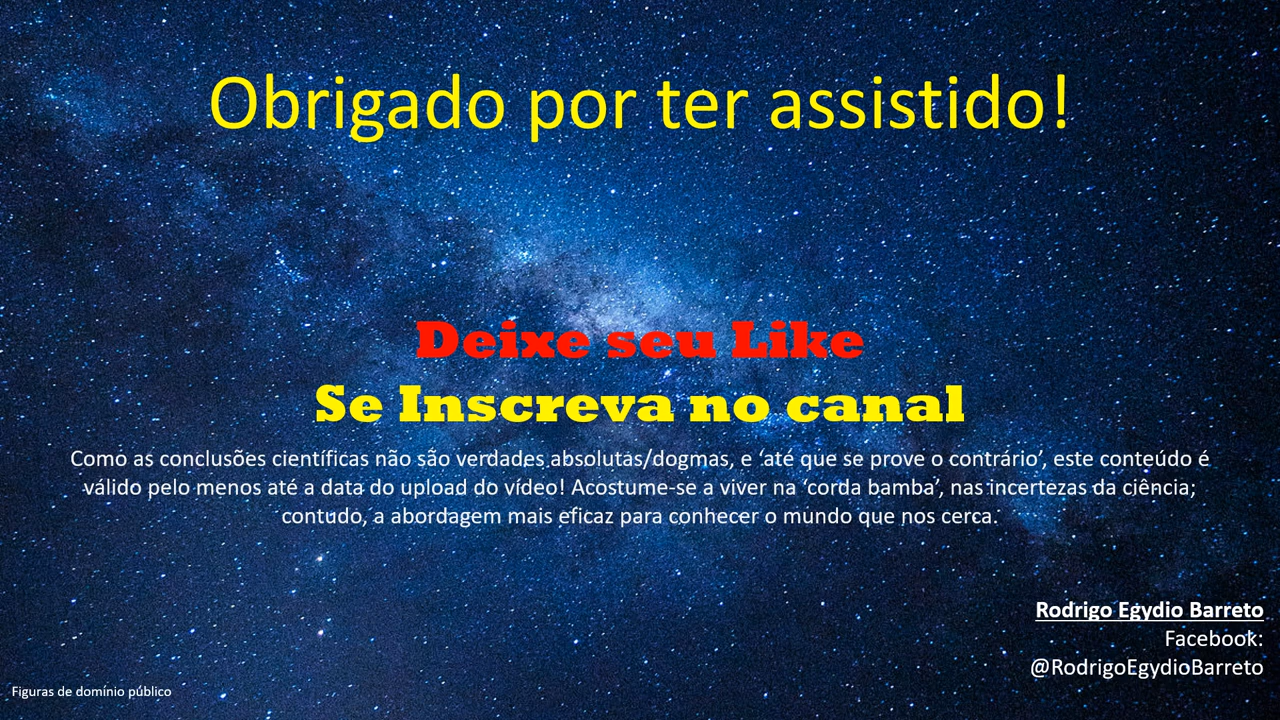 Obrigado por ter assistido!
Deixe seu Like
Se Inscreva no canal
Como as conclusões científicas não são verdades absolutas/dogmas, e ‘até que se prove o contrário’, este conteúdo é
válido pelo menos até a data do upload do vídeo! Acostume-se a viver na ‘corda bamba’, nas incertezas da ciência;
contudo, a abordagem mais eficaz para conhecer o mundo que nos cerca.
Rodrigo Egydio Barreto
Facebook:
@RodrigoEgydioBarreto
Figuras de domínio público